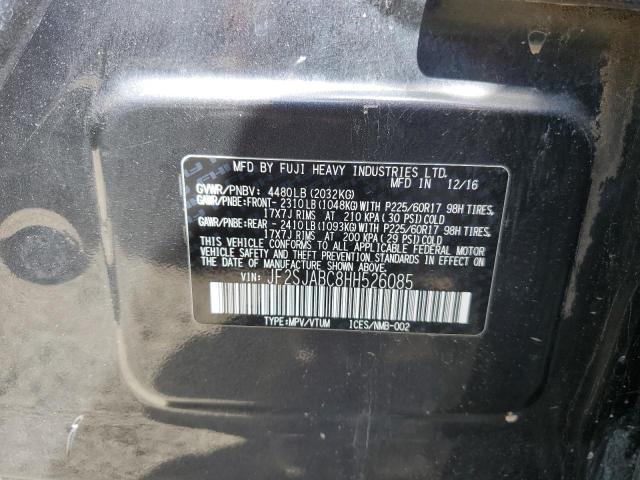 MFD BY FUJI HEAVY INDUSTRIES LTD.
MFD IN 12/16
GVWR/PNBV: 4480LB(2032KG)
GAWR/PNBE:FRONT-2310LB(1048KG)WITH P225/60R17 98H TIRES,
17X7J RIMS AT 210 KPA(30 PSI)COLD
GAWR/PNBE:REAR -2410LB(1093KG)WITH P225/60R17 98H TIRES,
17X7J RIMS AT 200 KPA(29 PSI)COLD
THIS VEHICLE CONFORMS TO ALL APPLICABLE FEDERAL MOTOR
VEHICLE SAFETY AND THEFT PREVENTION STANDARDS IN EFFECT
ON THE DATE OF MANUFACTURE SHOWN ABOVE.
VIN: JF2SJABC8HH526085
TYPE:MPV/VTUM ICES/NMB-002